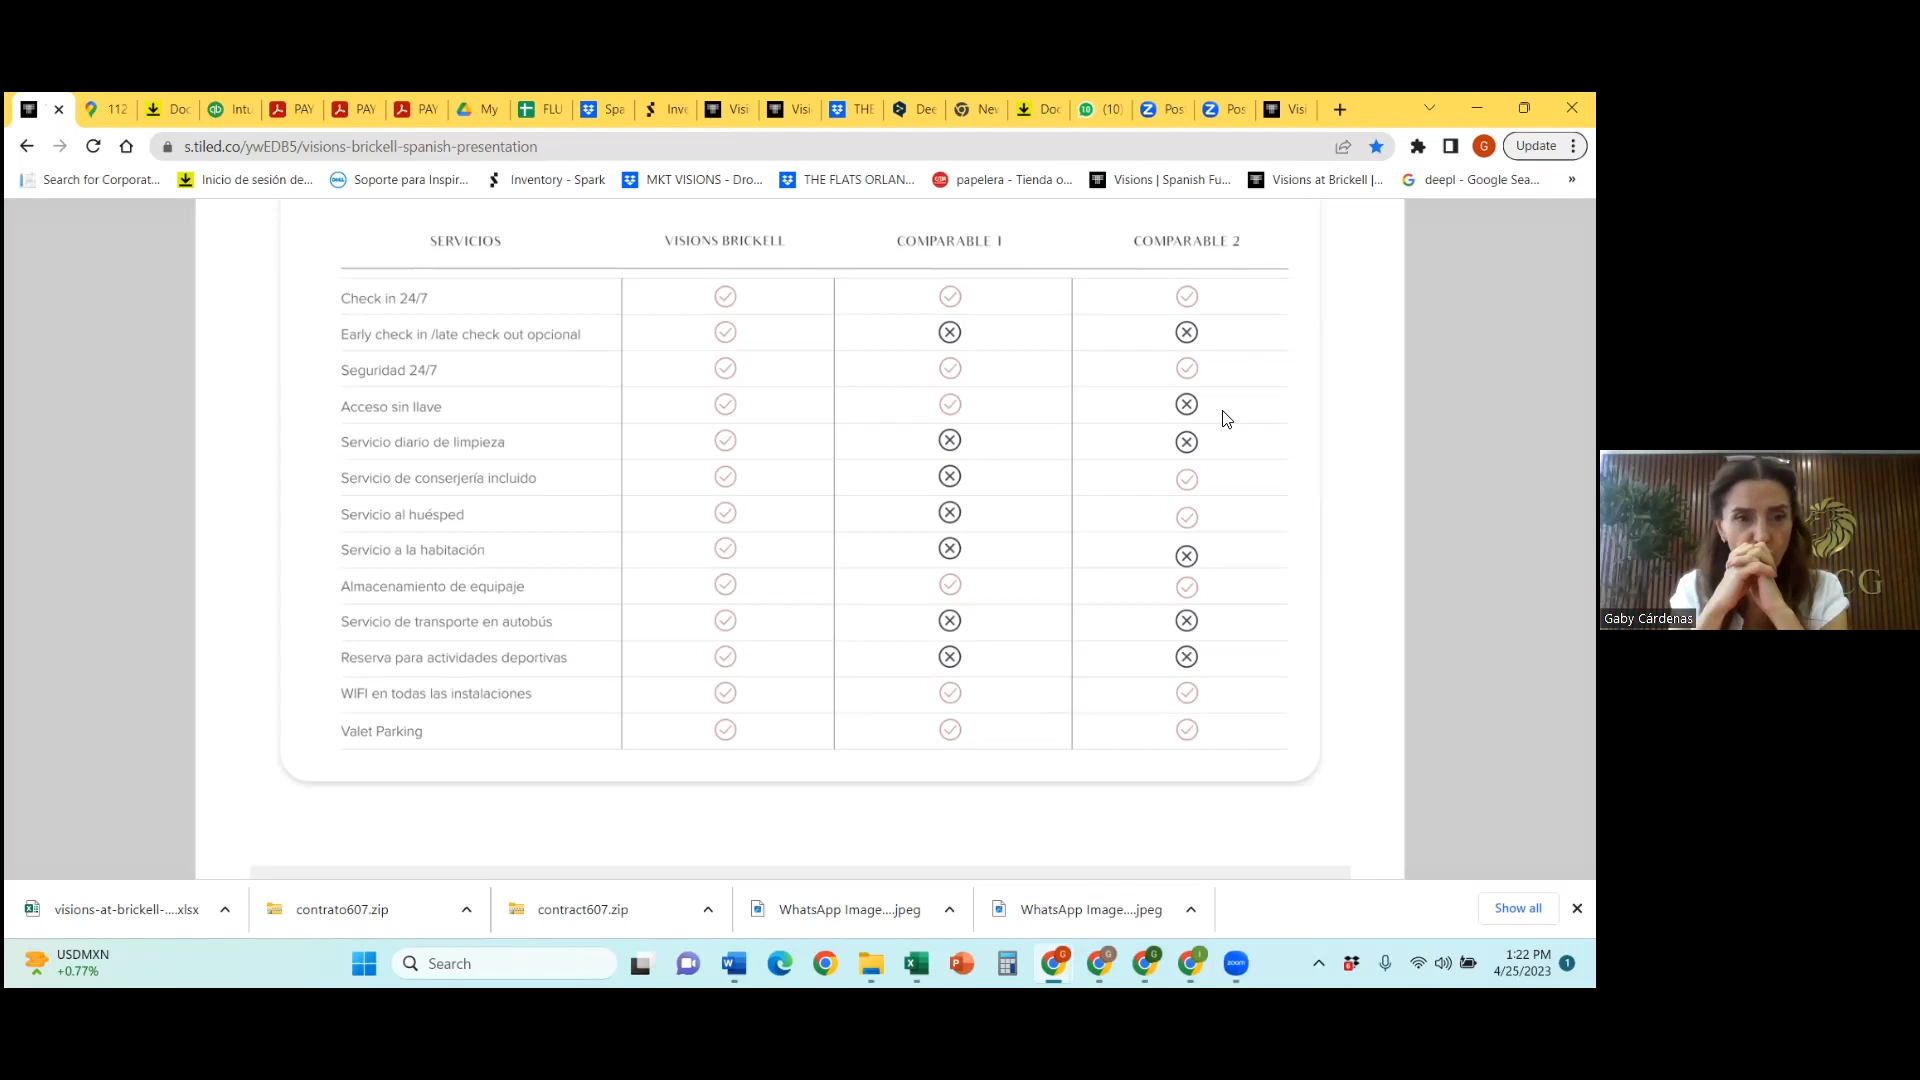 112
Doc
Intu
PAY
PAY
PAY
My
FLU
Spa
Inve
Visi
Visi
THE
Dee
Nev
Doc
10 (10)
Pos
Pos
Visi
s.tiled.co/ywEDB5/visions-brickell-spanish-presentation
G
Update
Search for Corporat...
Inicio de sesión de...
Soporte para Inspir...
Inventory - Spark
MKT VISIONS - Dro...
THE FLATS ORLAN...
papelera - Tienda o...
Visions | Spanish Fu...
Visions at Brickell |...
deepl - Google Sea...
»
SERVICIOS VISIONS BRICKELL COMPARABLE 1 COMPARABLE 2
Check in 24/7
Early check in /late check out opcional
Seguridad 24/7
Acceso sin llave
Servicio diario de limpieza
Servicio de conserjería incluido
Servicio al huésped
Servicio a la habitación
Almacenamiento de equipaje
Servicio de transporte en autobús
Reserva para actividades deportivas
WIFI en todas las instalaciones
Valet Parking
CG
Gaby Cárdenas
visions-at-brickell-....xlsx
contrato607.zip
contract607.zip
WhatsApp Image....jpeg
WhatsApp Image....jpeg
Show all
USDMXN
+0.77%
Search
zoom
1:22 PM
4/25/2023
1